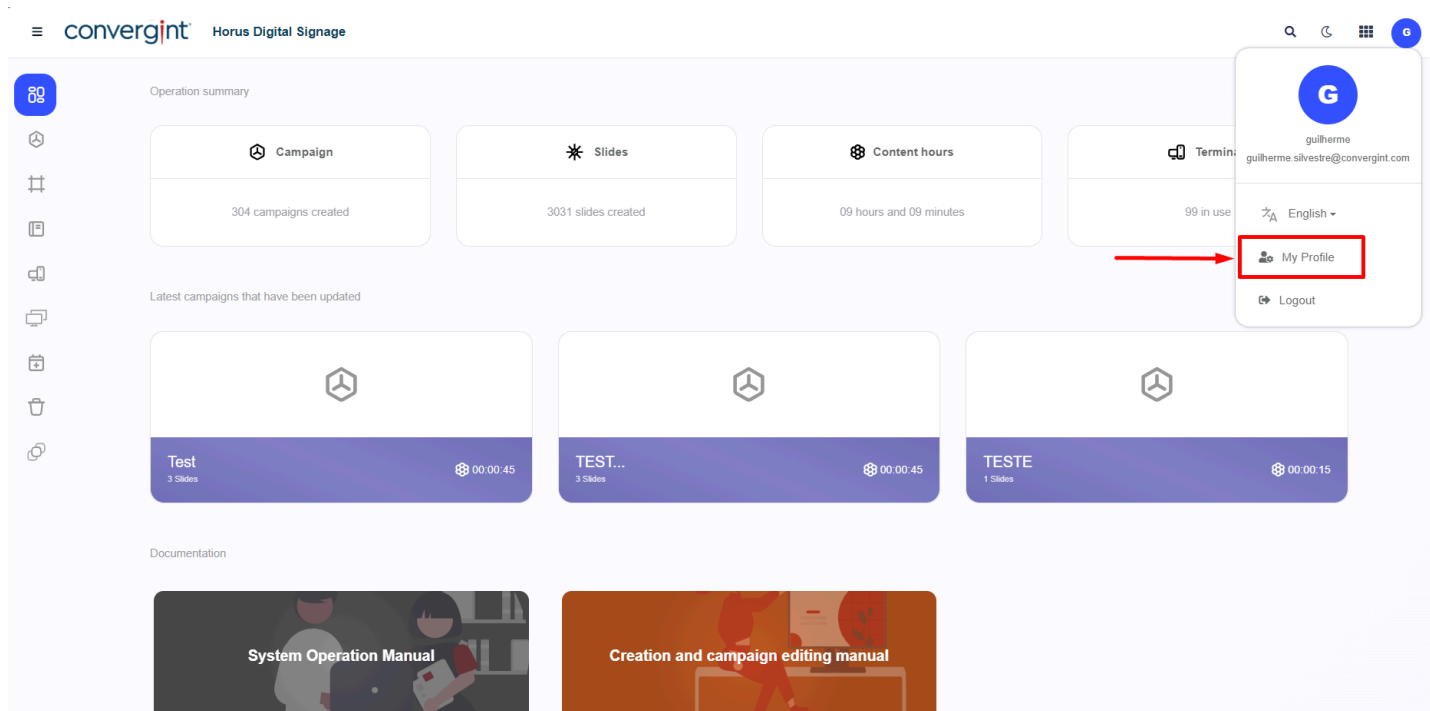 convergint
Horus Digital Signage
G
G
guilherme
guilherme.silvestre@convergint.com
English
My Profile
Logout
Operation summary
Campaign
304 campaigns created
Slides
3031 slides created
Content hours
09 hours and 09 minutes
99 in use
Latest campaigns that have been updated
Test
3 Slides
00:00:45
TEST...
3 Slides
00:00:45
TESTE
1 Slides
00:00:15
Documentation
System Operation Manual
Creation and campaign editing manual